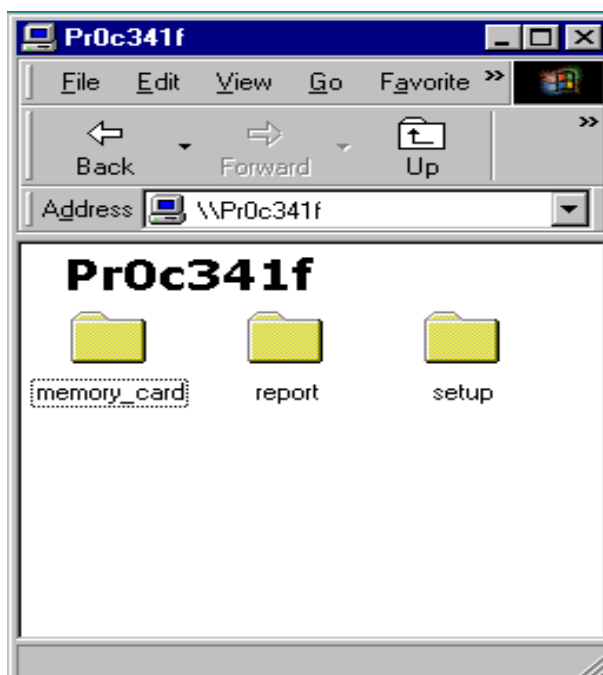 Pr0c341f
File Edit View Go Favorite »
Back Forward Up »
Address \\Pr0c341f
Pr0c341f
memory_card report setup